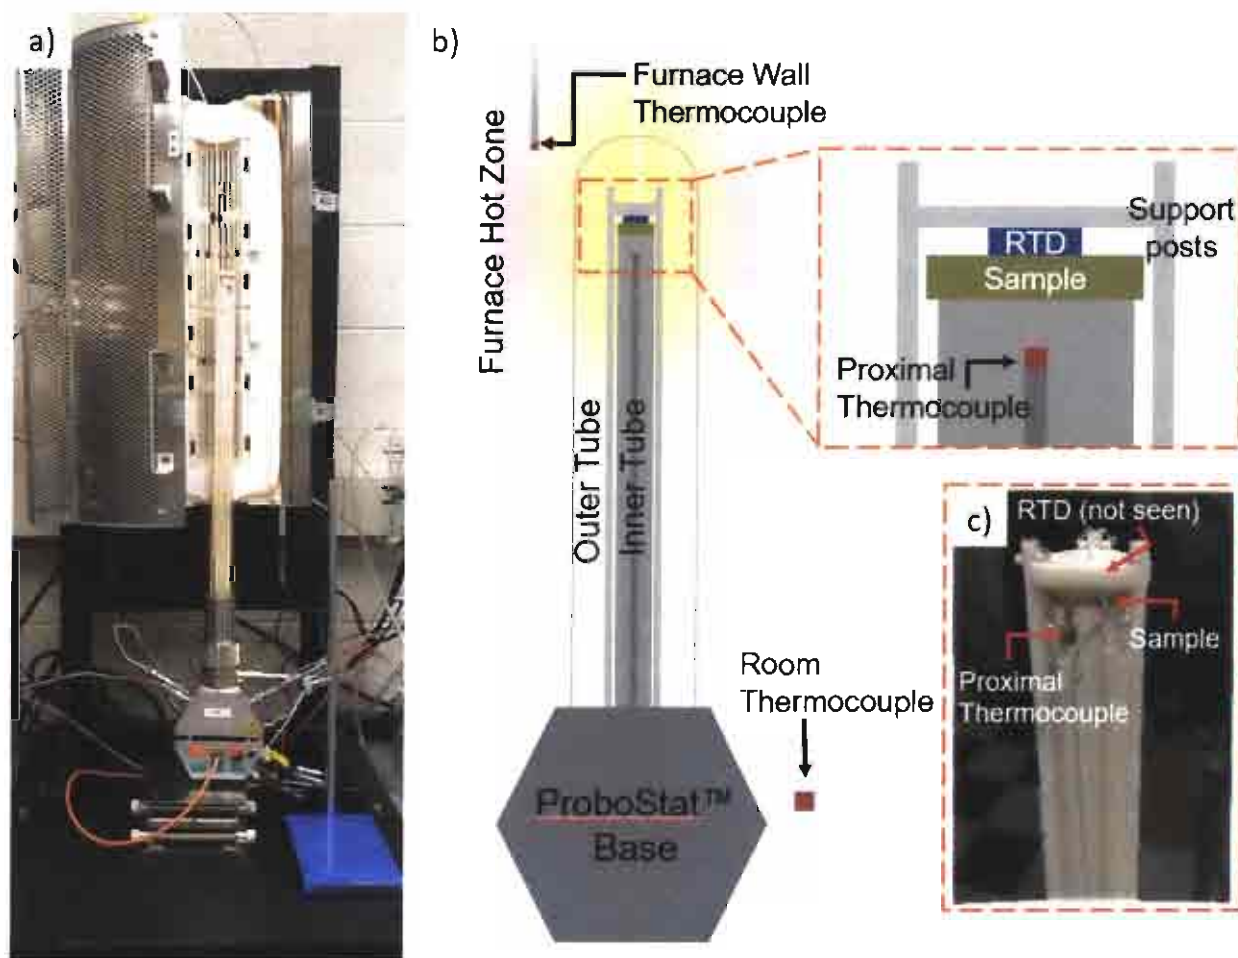 a)
b)
Furnace Wall
Thermocouple
Furnace Hot Zone
Support
posts
RTD
Sample
Proximal
Thermocouple
Outer Tube
Inner Tube
Room
Thermocouple
ProboStat™
Base
c)
RTD (not seen)
Sample
Proximal
Thermocouple